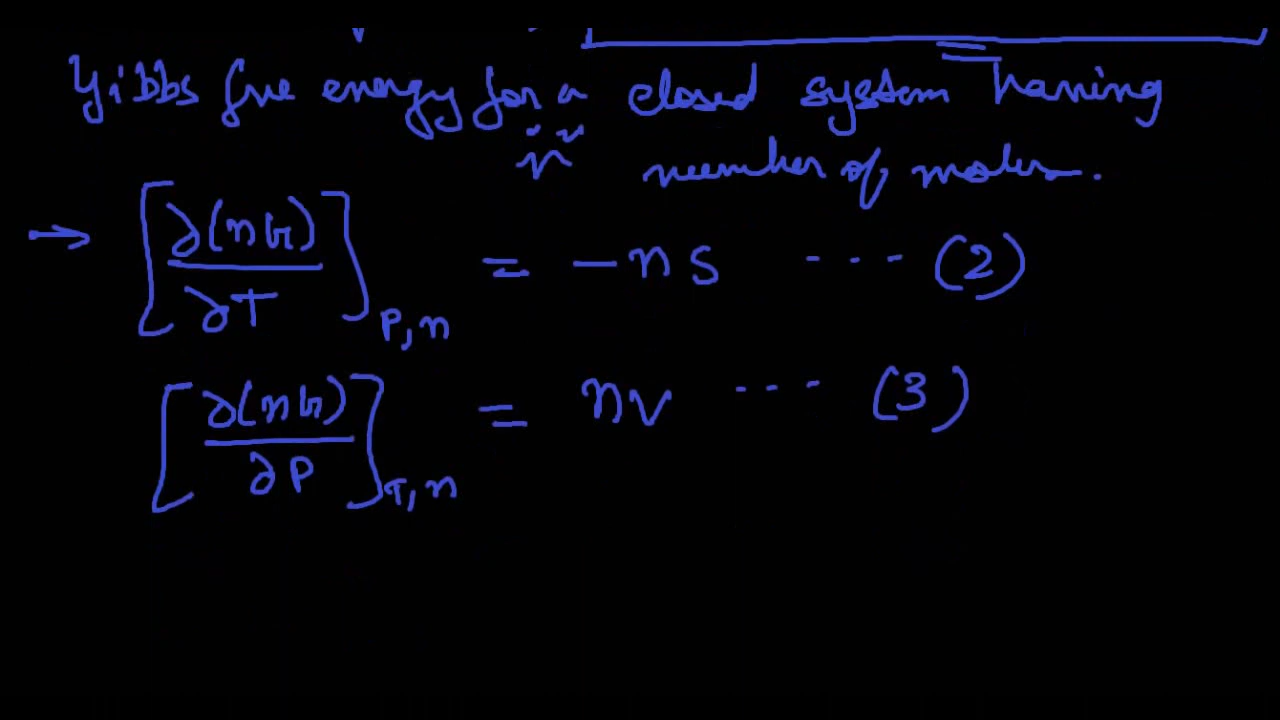 Gibbs free energy for a closed system having
"n" number of moles.
→ [∂(nG)/∂T]P,n = -nS ---- (2)
[∂(nG)/∂P]T,n = nV --- (3)